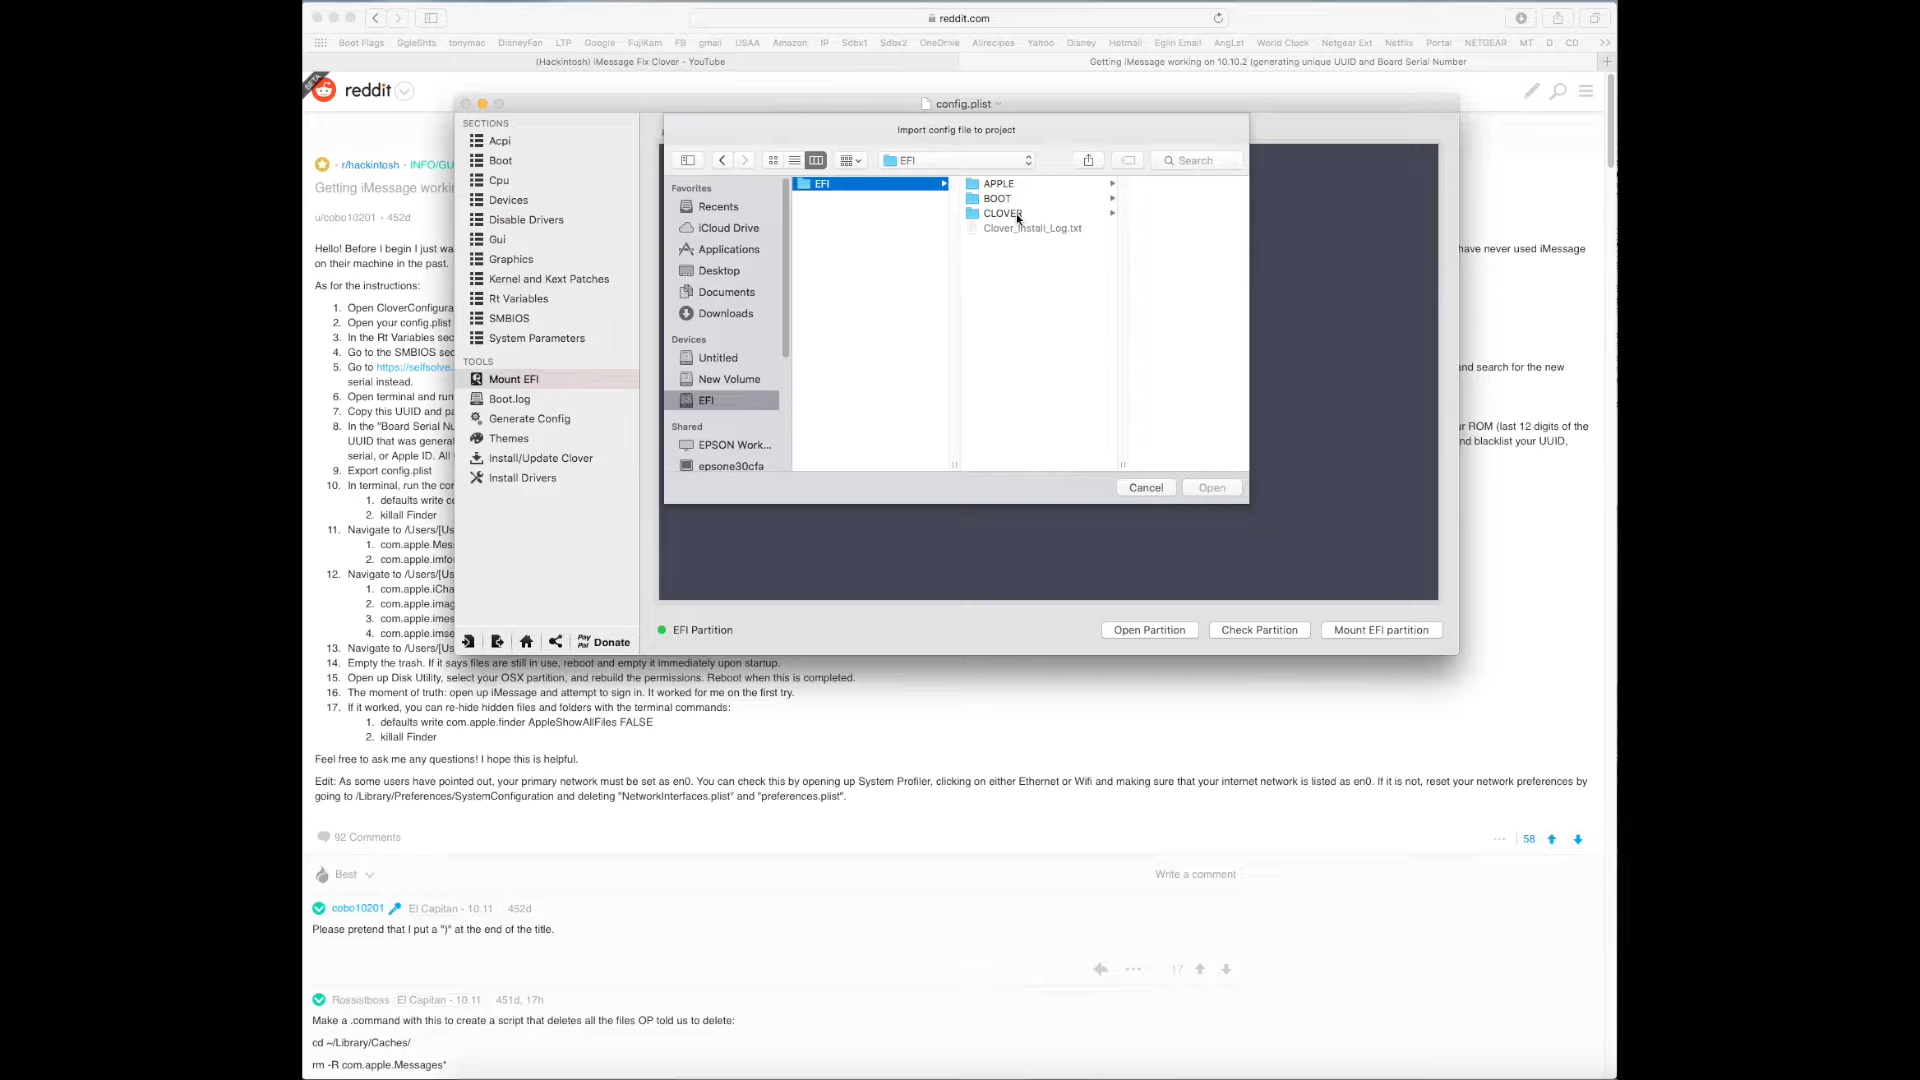 reddit.com
Boot Flags GgleShts tonymac DisneyFan LTP Google FujiKam FB gmail USAA Amazon IP Sdbx1 Sdbx2 OneDrive Allrecipes Yahoo Disney Hotmail Eglin Email AngLst World Clock Netgear Ext Netflix Portal NETGEAR MT D CD
(Hackintosh) iMessage Fix Clover - YouTube
Getting iMessage working on 10.10.2 (generating unique UUID and Board Serial Number
BETA
reddit
r/hackintosh - INFO/GU
Getting iMessage worki
u/cobo10201 • 452d
Hello! Before I begin I just wa
have never used iMessage
on their machine in the past.
As for the instructions:
1. Open CloverConfigura
2. Open your config.plist
3. In the Rt Variables sec
4. Go to the SMBIOS sec
5. Go to https://selfsolve.
and search for the new
serial instead.
6. Open terminal and run
7. Copy this UUID and pa
8. In the "Board Serial Nu
ur ROM (last 12 digits of the
UUID that was generat
nd blacklist your UUID,
serial, or Apple ID. All
9. Export config.plist
10. In terminal, run the cor
1. defaults write co
2. killall Finder
11. Navigate to /Users/[Us
1. com.apple.Mes
2. com.apple.imfo
12. Navigate to /Users/[Us
1. com.apple.iCha
2. com.apple.imag
3. com.apple.imes
4. com.apple.imse
13. Navigate to /Users/[Us
14. Empty the trash. If it says files are still in use, reboot and empty it immediately upon startup.
15. Open up Disk Utility, select your OSX partition, and rebuild the permissions. Reboot when this is completed.
16. The moment of truth: open up iMessage and attempt to sign in. It worked for me on the first try.
17. If it worked, you can re-hide hidden files and folders with the terminal commands:
1. defaults write com.apple.finder AppleShowAllFiles FALSE
2. killall Finder
Feel free to ask me any questions! I hope this is helpful.
Edit: As some users have pointed out, your primary network must be set as en0. You can check this by opening up System Profiler, clicking on either Ethernet or Wifi and making sure that your internet network is listed as en0. If it is not, reset your network preferences by
going to /Library/Preferences/SystemConfiguration and deleting "NetworkInterfaces.plist" and "preferences.plist".
92 Comments
58
Best
Write a comment
cobo10201 El Capitan - 10.11 452d
Please pretend that I put a ")" at the end of the title.
17
Rossistboss El Capitan - 10.11 451d, 17h
Make a .command with this to create a script that deletes all the files OP told us to delete:
cd ~/Library/Caches/
rm -R com.apple.Messages*
config.plist
SECTIONS
Acpi
Boot
Cpu
Devices
Disable Drivers
Gui
Graphics
Kernel and Kext Patches
Rt Variables
SMBIOS
System Parameters
TOOLS
Mount EFI
Boot.log
Generate Config
Themes
Install/Update Clover
Install Drivers
Pay Pal Donate
EFI Partition
Open Partition
Check Partition
Mount EFI partition
Import config file to project
EFI
Search
Favorites
Recents
iCloud Drive
Applications
Desktop
Documents
Downloads
Devices
Untitled
New Volume
EFI
Shared
EPSON Work...
epsone30cfa
EFI
APPLE
BOOT
CLOVER
Clover_Install_Log.txt
Cancel
Open